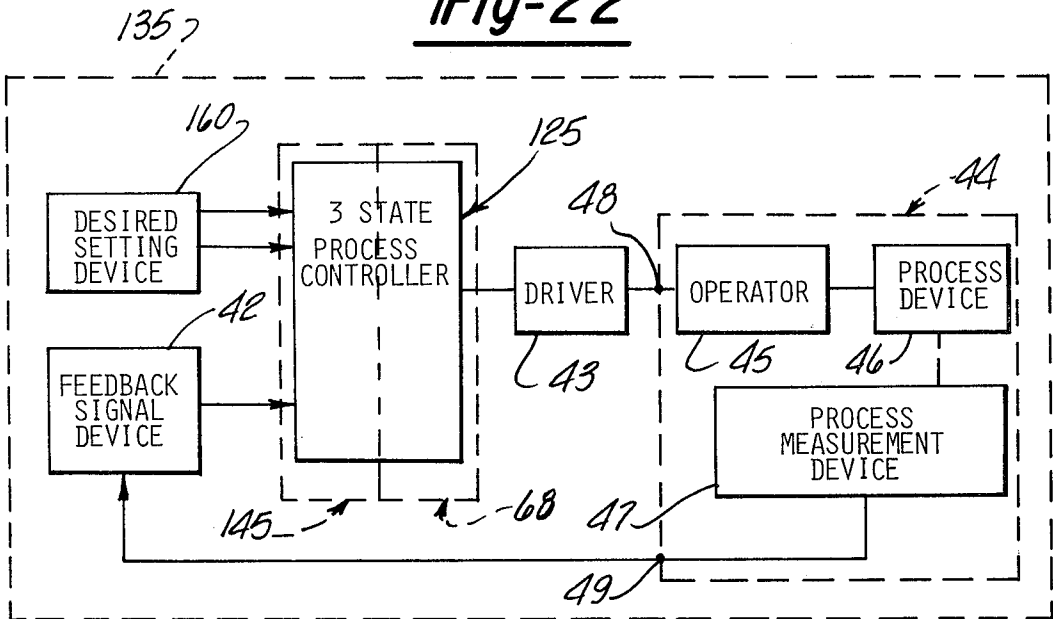 Fig-22
135
160
125
DESIRED
SETTING
DEVICE
3 STATE
PROCESS
CONTROLLER
48
44
DRIVER
OPERATOR
PROCESS
DEVICE
42
43
45
46
FEEDBACK
SIGNAL
DEVICE
PROCESS
MEASUREMENT
DEVICE
145
68
47
49